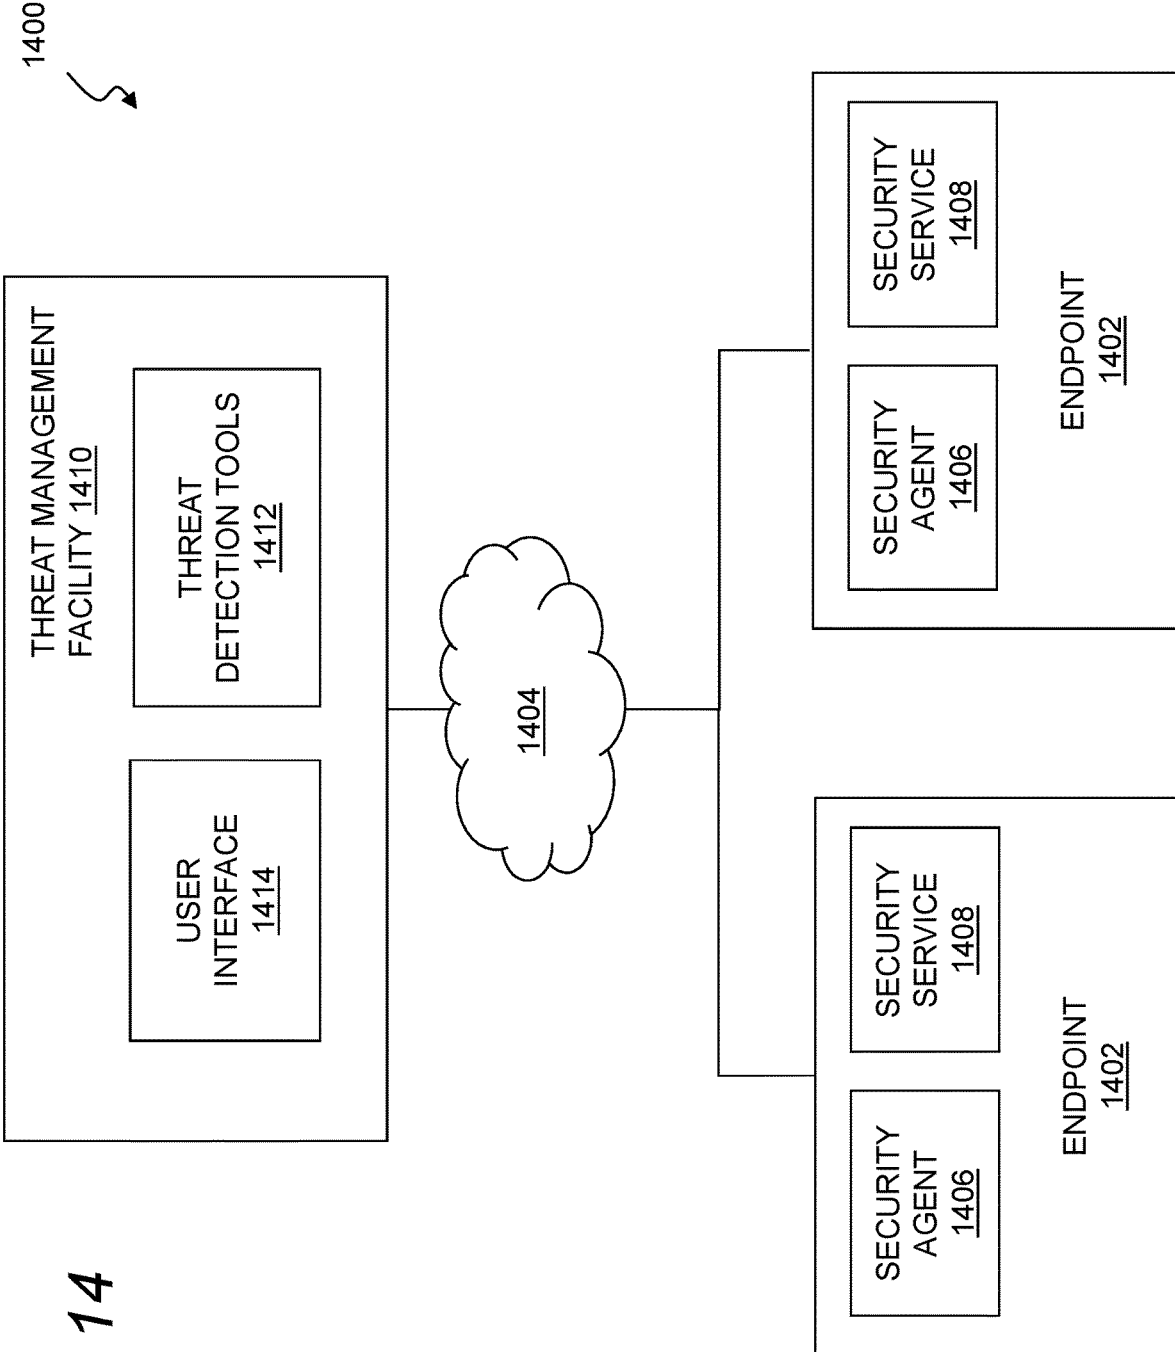 1400
THREAT MANAGEMENT
FACILITY 1410
USER
INTERFACE
1414
THREAT
DETECTION TOOLS
1412
1404
SECURITY
AGENT
1406
SECURITY
SERVICE
1408
ENDPOINT
1402
SECURITY
AGENT
1406
SECURITY
SERVICE
1408
ENDPOINT
1402
14